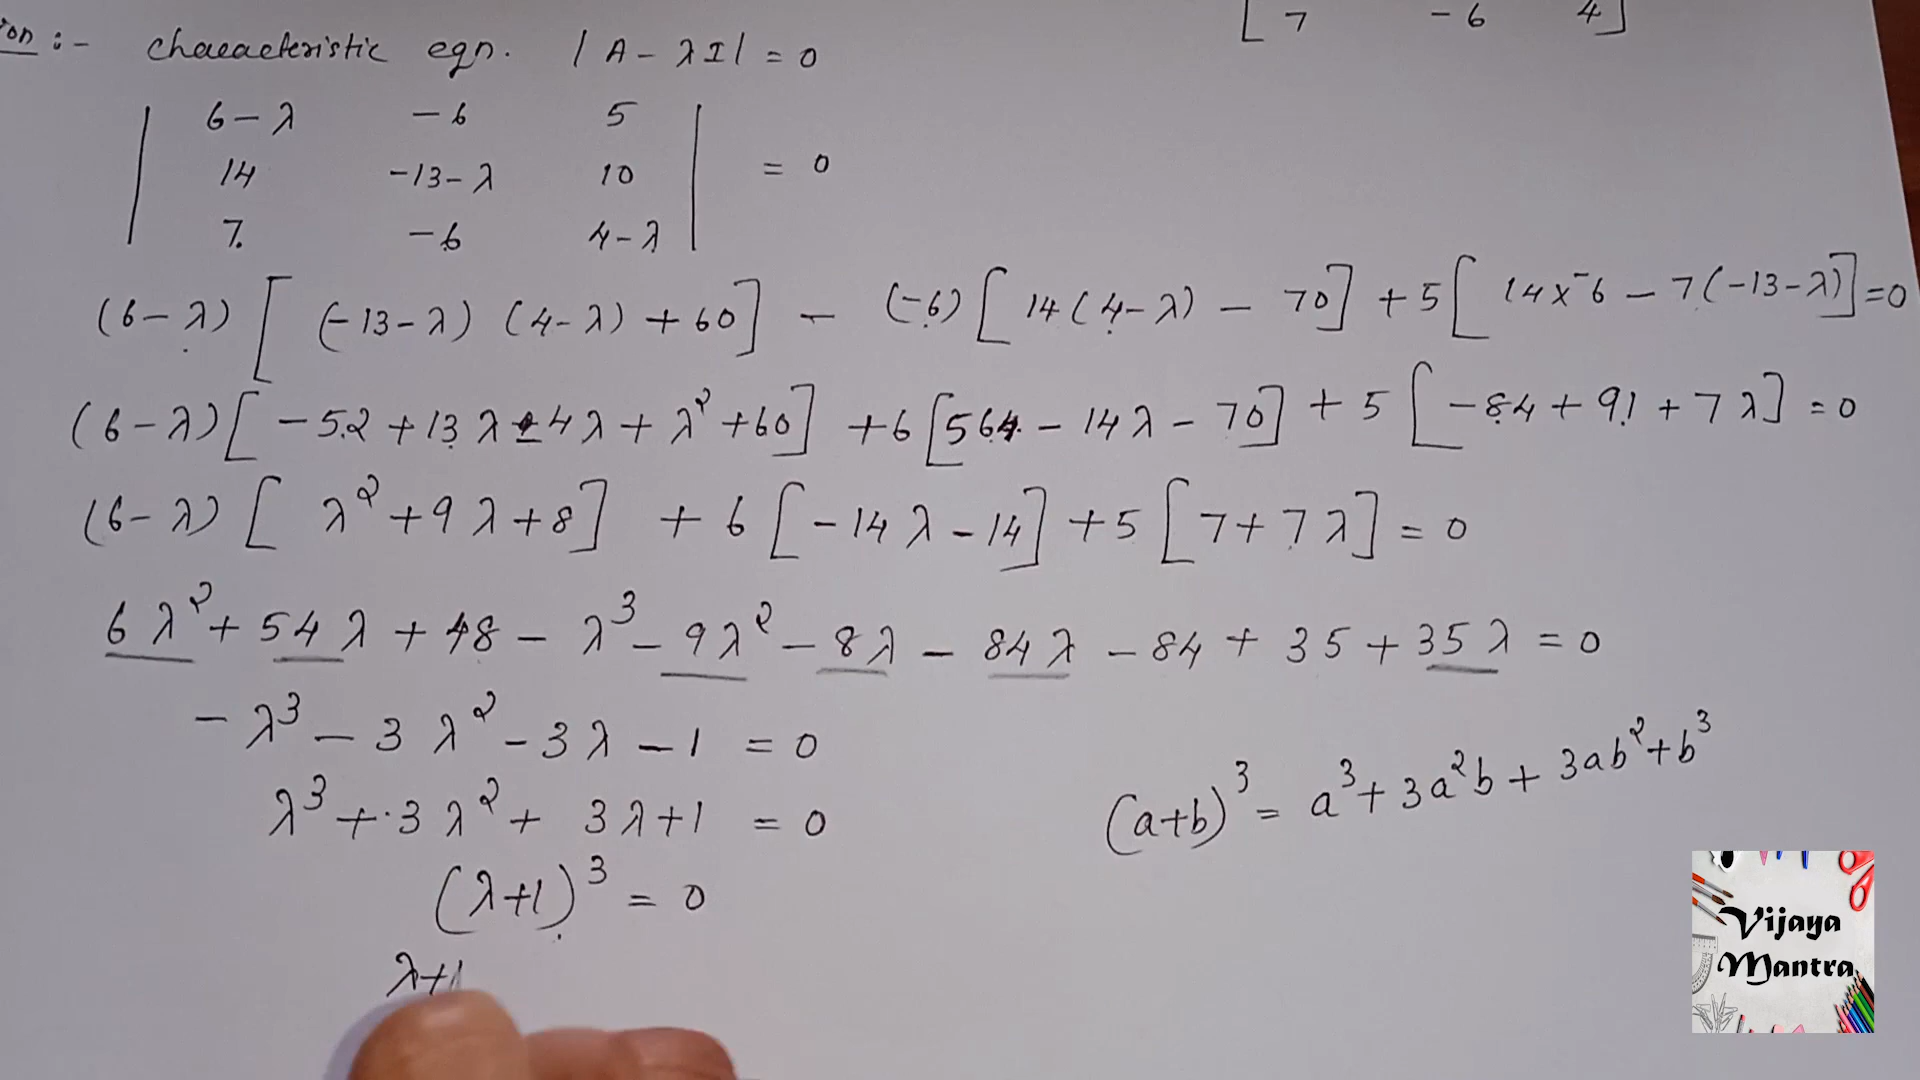 [ 7 -6 4 ]
ion :- characteristic eqn. |A - λI| = 0
| 6-λ -6 5 |
| 14 -13-λ 10 | = 0
| 7 -6 4-λ |
(6-λ) [ (-13-λ) (4-λ) + 60 ] - (-6) [ 14(4-λ) - 70 ] + 5 [ 14x-6 - 7(-13-λ) ] = 0
(6-λ) [ -52 + 13λ - 4λ + λ² + 60 ] + 6 [ 56 - 14λ - 70 ] + 5 [ -84 + 91 + 7λ ] = 0
(6-λ) [ λ² + 9λ + 8 ] + 6 [ -14λ - 14 ] + 5 [ 7 + 7λ ] = 0
6λ² + 54λ + 48 - λ³ - 9λ² - 8λ - 84λ - 84 + 35 + 35λ = 0
-λ³ - 3λ² - 3λ - 1 = 0
λ³ + 3λ² + 3λ + 1 = 0
(a+b)³ = a³ + 3a²b + 3ab² + b³
(λ+1)³ = 0
λ+1
Vijaya
Mantra